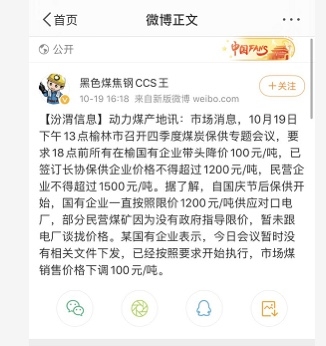 首页
微博正文
公开
中国FANS
黑色煤焦钢CCS王
10-19 16:18 来自新版微博 weibo.com
+关注
【汾渭信息】动力煤产地讯：市场消息，10月19日
下午13点榆林市召开四季度煤炭保供专题会议，要
求18点前所有在榆国有企业带头降价100元/吨，已
签订长协保供企业价格不得超过1200元/吨，民营企
业不得超过1500元/吨。据了解，自国庆节后保供开
始，国有企业一直按照限价1200元/吨供应对口电
厂，部分民营煤矿因为没有政府指导限价，暂未跟
电厂谈拢价格。某国有企业表示，今日会议暂时没
有相关文件下发，已经按照要求开始执行，市场煤
销售价格下调100元/吨。